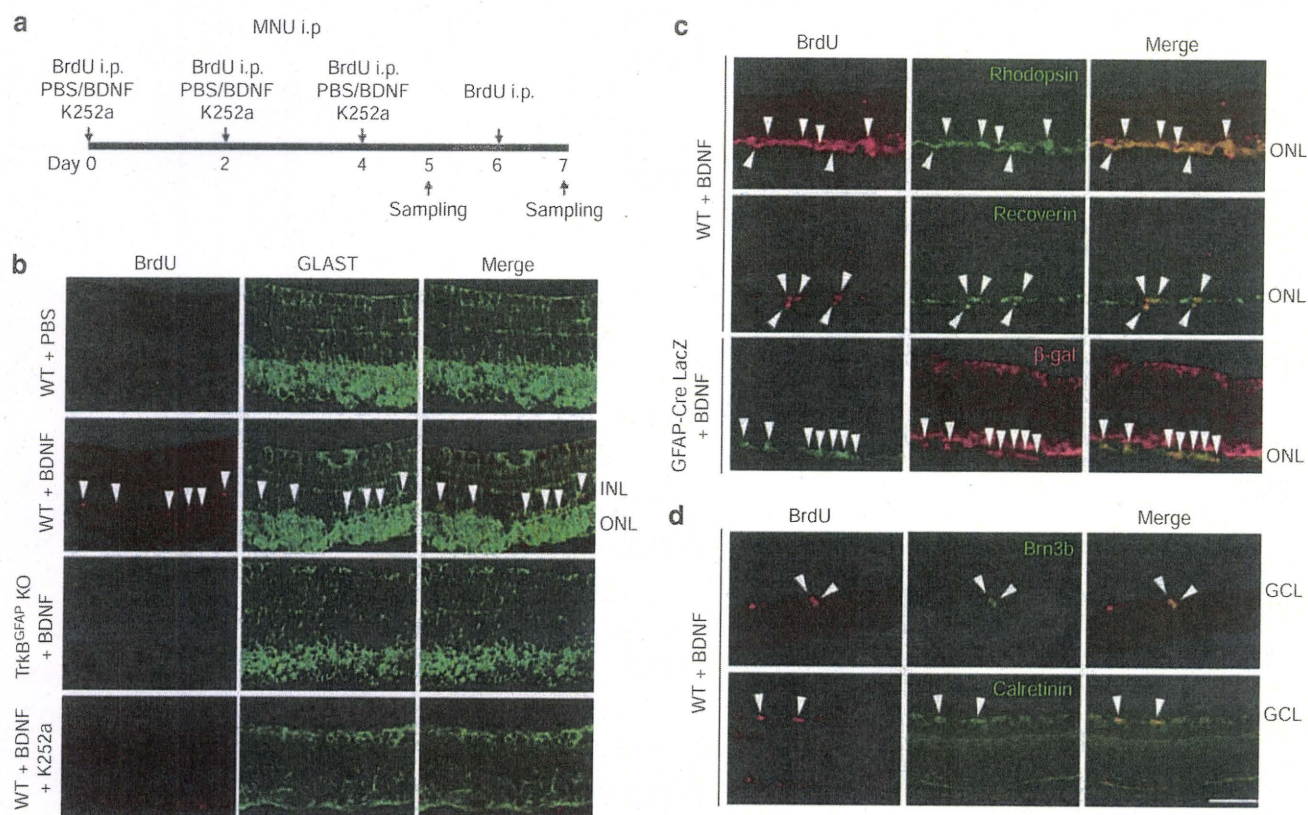 a
MNU i.p
BrdU i.p. BrdU i.p. BrdU i.p.
PBS/BDNF PBS/BDNF PBS/BDNF BrdU i.p.
K252a K252a K252a
Day 0 2 4 5 6 7
Sampling Sampling
b
BrdU GLAST Merge
WT + PBS
WT + BDNF
INL
ONL
TrkBGFAP KO
+ BDNF
WT + BDNF
+ K252a
c
BrdU Merge
WT + BDNF
Rhodopsin
ONL
Recoverin
ONL
GFAP-Cre LacZ
+ BDNF
β-gal
ONL
d
BrdU Merge
WT + BDNF
Brn3b
GCL
Calretinin
GCL